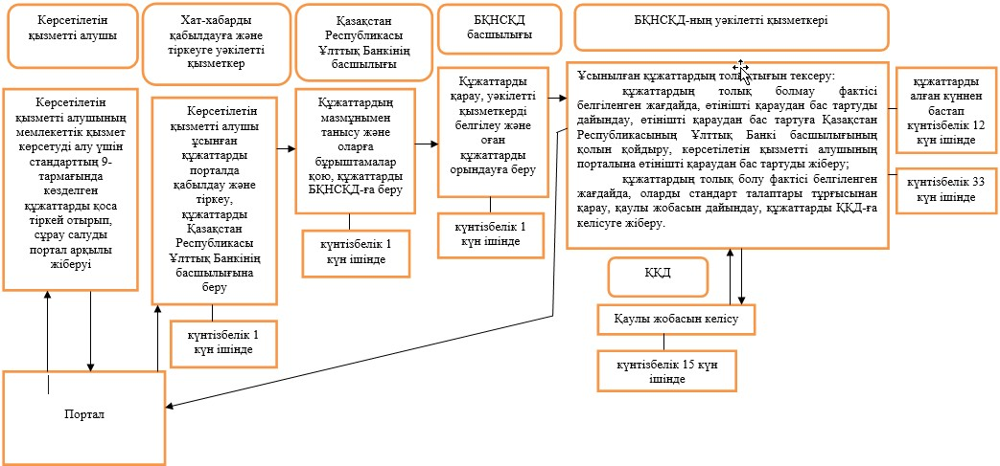 Көрсетілетін
қызметті алушы
Хат-хабарды
қабылдауға және
тіркеуге уәкілетті
қызметкер
Қазақстан
Республикасы
Ұлттық Банкінің
басшылығы
БҚНСҚД
басшылығы
БҚНСҚД-ның уәкілетті қызметкері
Көрсетілетін
қызметті алушының
мемлекеттік қызмет
көрсетуді алу үшін
стандарттың 9-
тармағында
көзделген
құжаттарды қоса
тіркей отырып,
сұрау салуды
портал арқылы
жіберуі
Көрсетілетін
қызметті алушы
ұсынған
құжаттарды
порталда
қабылдау және
тіркеу,
құжаттарды
Қазақстан
Республикасы
Ұлттық Банкінің
басшылығына
беру
күнтізбелік 1
күн ішінде
Құжаттардың
мазмұнымен
танысу және
оларға
бұрыштамалар
қою, құжаттарды
БҚНСҚД-ға беру
күнтізбелік 1
күн ішінде
Құжаттарды
қарау, уәкілетті
қызметкерді
белгілеу және
оған
құжаттарды
орындауға беру
күнтізбелік 1
күн ішінде
Ұсынылған құжаттардың толықтығын тексеру:
құжаттардың толық болмау фактісі
белгіленген жағдайда, өтінішті қараудан бас тартуды
дайындау, өтінішті қараудан бас тартуға Қазақстан
Республикасының Ұлттық Банкі басшылығының
қолын қойдыру, көрсетілетін қызметті алушының
порталына өтінішті қараудан бас тартуды жіберу;
құжаттардың толық болу фактісі белгіленген
жағдайда, оларды стандарт талаптары тұрғысынан
қарау, қаулы жобасын дайындау, құжаттарды ҚҚД-ға
келісуге жіберу.
құжаттарды
алған күннен
бастап
күнтізбелік 12
күн ішінде
күнтізбелік 33
күн ішінде
ҚҚД
Қаулы жобасын келісу
күнтізбелік 15 күн
ішінде
Портал